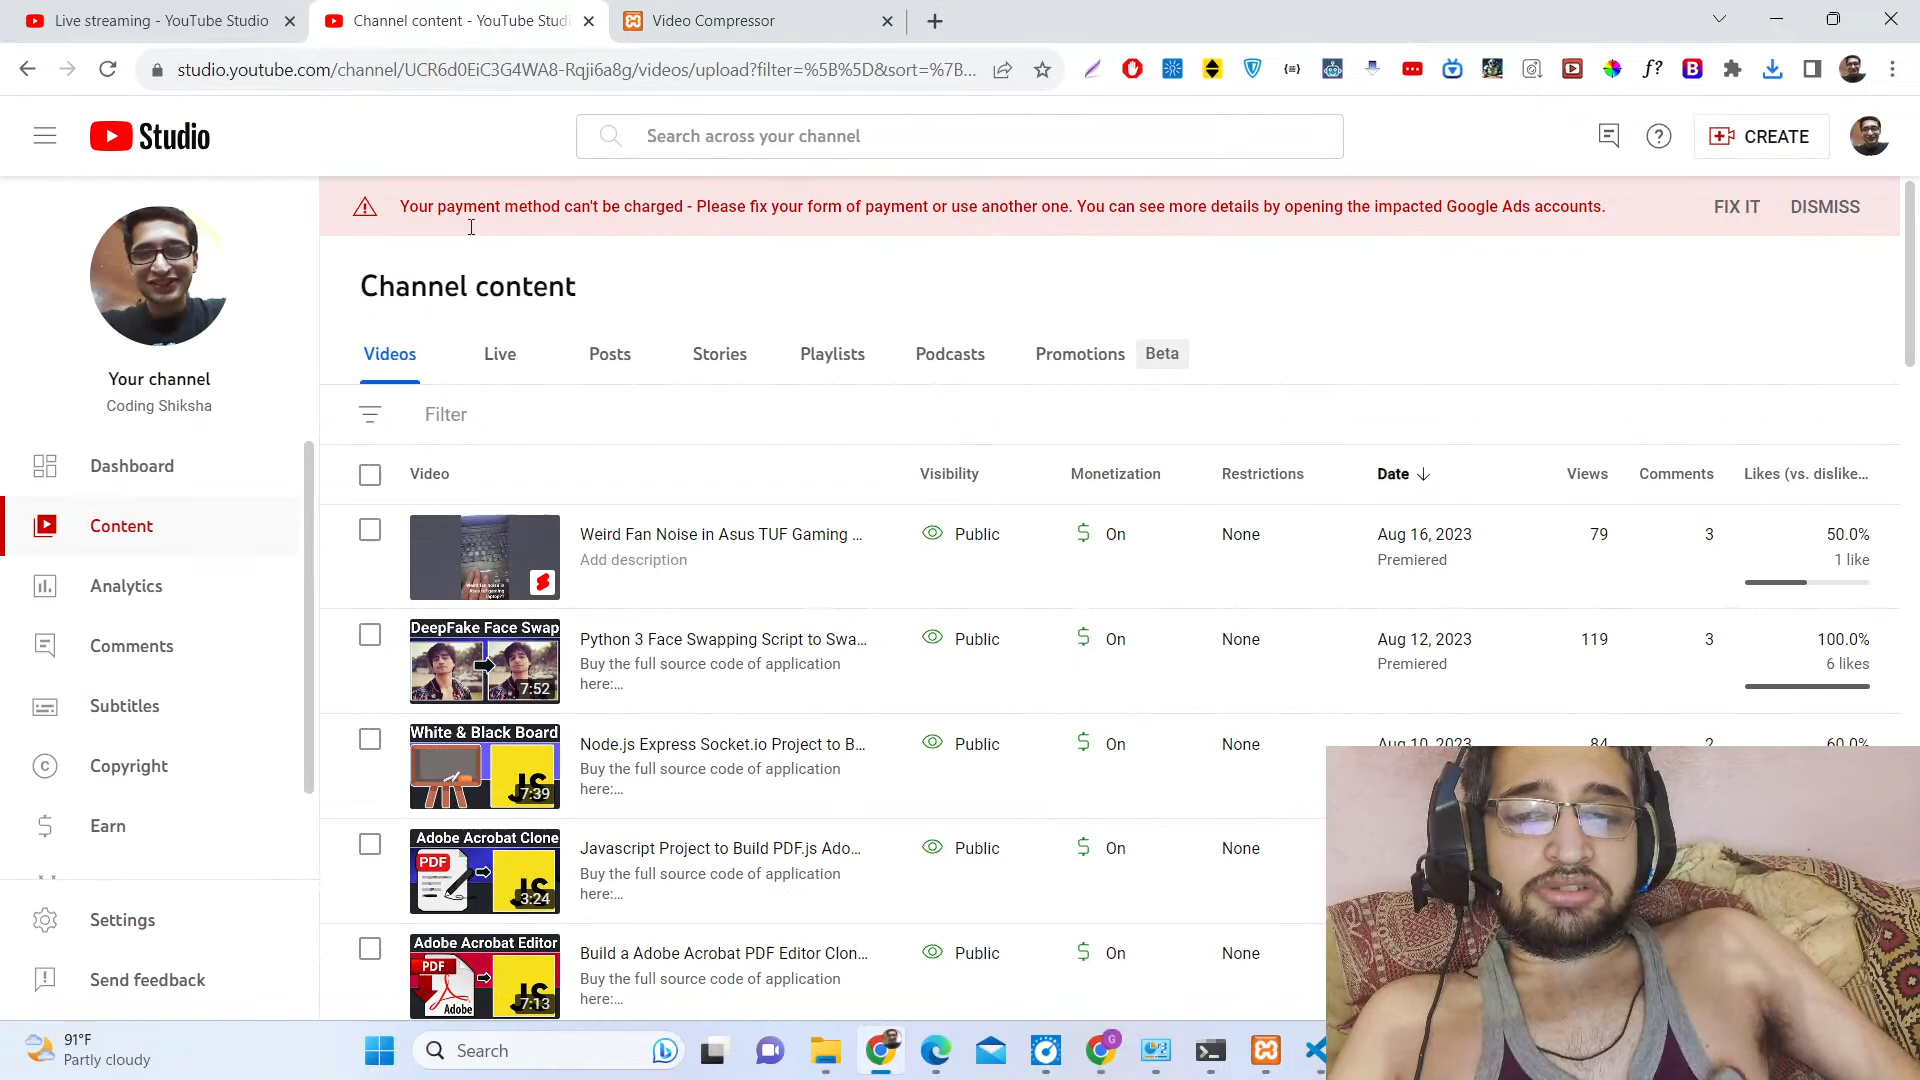 Live streaming - YouTube Studio
Channel content - YouTube Studi
Video Compressor
studio.youtube.com/channel/UCR6d0EiC3G4WA8-Rqji6a8g/videos/upload?filter=%5B%5D&sort=%7B...
Studio
Search across your channel
CREATE
Your payment method can't be charged - Please fix your form of payment or use another one. You can see more details by opening the impacted Google Ads accounts.
FIX IT
DISMISS
Channel content
Videos
Live
Posts
Stories
Playlists
Podcasts
Promotions
Beta
Your channel
Coding Shiksha
Dashboard
Content
Analytics
Comments
Subtitles
Copyright
Earn
Settings
Send feedback
Filter
Video
Visibility
Monetization
Restrictions
Date
Views
Comments
Likes (vs. dislike...
Weird Fan Noise in Asus TUF Gaming ...
Add description
Public
On
None
Aug 16, 2023
Premiered
79
3
50.0%
1 like
DeepFake Face Swap
7:52
Python 3 Face Swapping Script to Swa...
Buy the full source code of application
here:...
Public
On
None
Aug 12, 2023
Premiered
119
3
100.0%
6 likes
White & Black Board
JS
7:39
Node.js Express Socket.io Project to B...
Buy the full source code of application
here:...
Public
On
None
Aug 10, 2023
84
2
60.0%
Adobe Acrobat Clone
PDF
JS
3:24
Javascript Project to Build PDF.js Ado...
Buy the full source code of application
here:...
Public
On
None
Adobe Acrobat Editor
PDF
Adobe
JS
7:13
Build a Adobe Acrobat PDF Editor Clon...
Buy the full source code of application
here:...
Public
On
None
91°F
Partly cloudy
Search